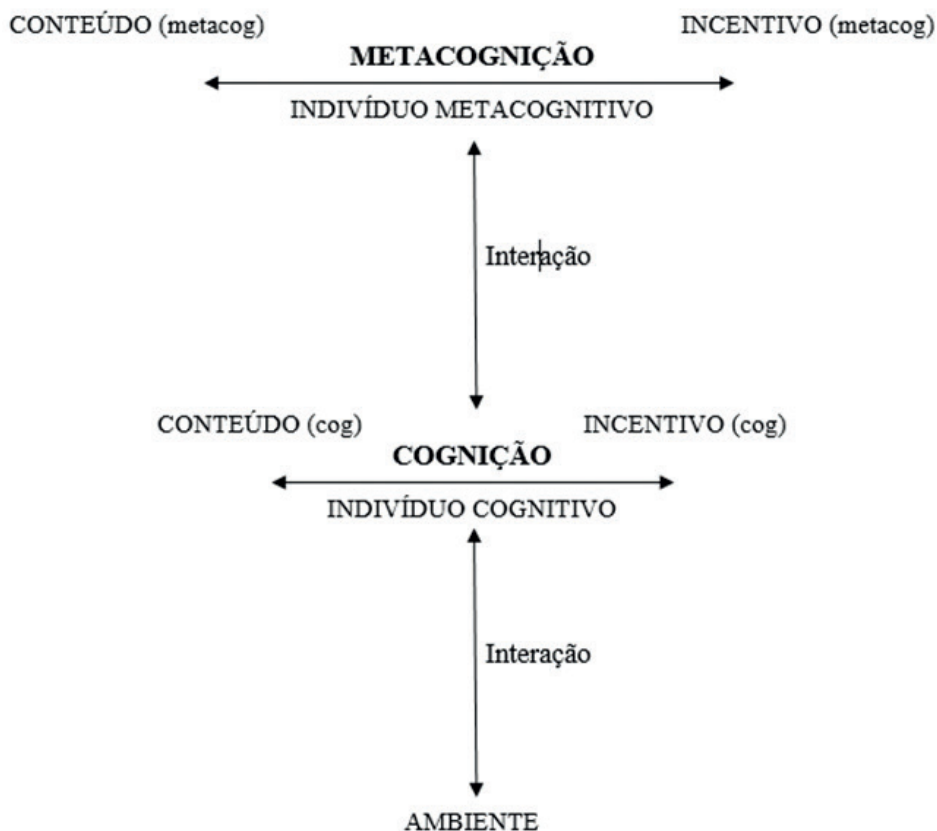 CONTEÚDO (metacog)
INCENTIVO (metacog)
METACOGNIÇÃO
INDIVÍDUO METACOGNITIVO
Interação
CONTEÚDO (cog)
INCENTIVO (cog)
COGNIÇÃO
INDIVÍDUO COGNITIVO
Interação
AMBIENTE